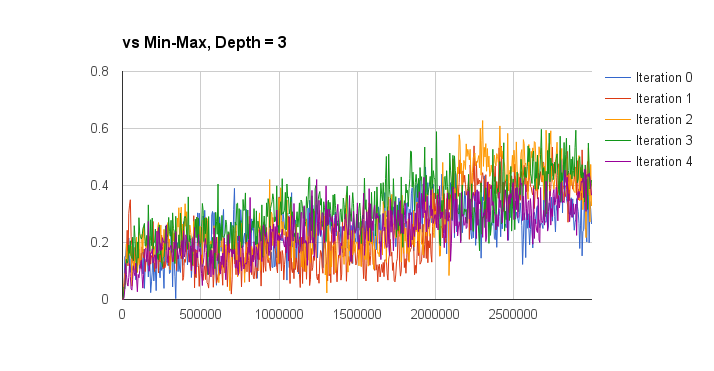 vs Min-Max, Depth = 3
0.8
0.6
0.4
0.2
0
0 500000 1000000 1500000 2000000 2500000
Iteration 0
Iteration 1
Iteration 2
Iteration 3
Iteration 4